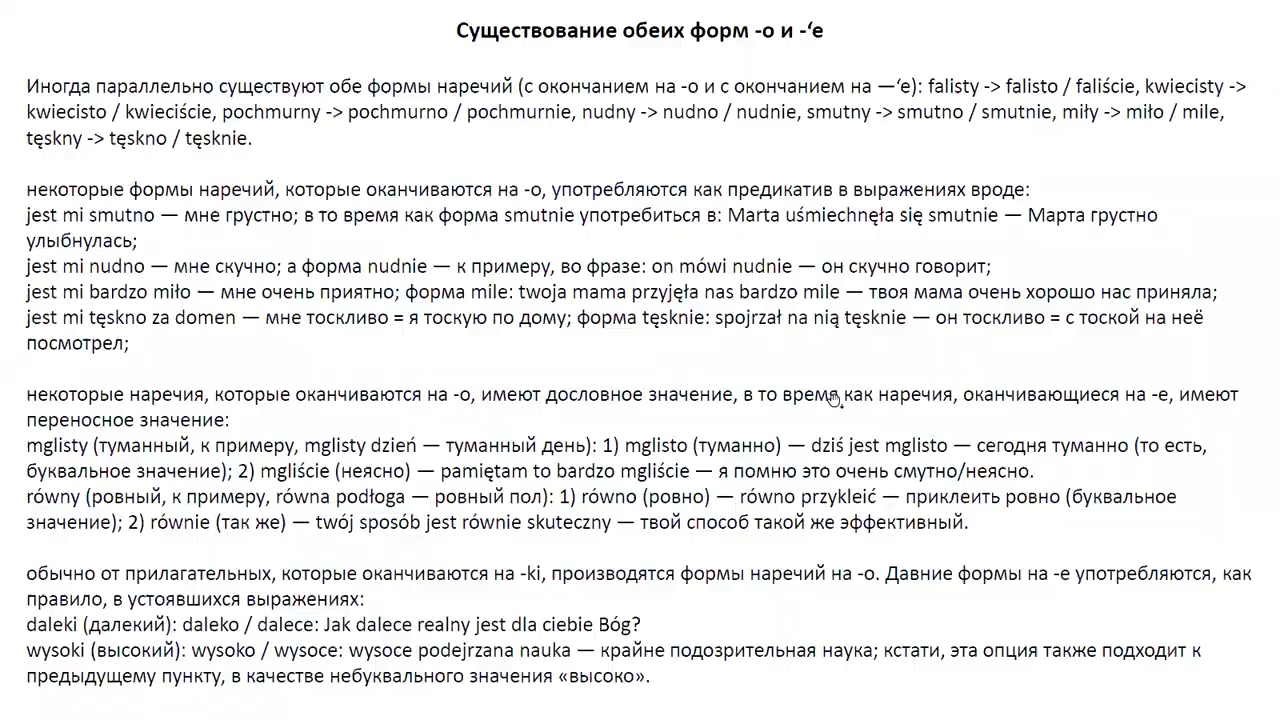 Существование обеих форм -о и -‘е
Иногда параллельно существуют обе формы наречий (с окончанием на -о и с окончанием на —‘е): falisty -> falisto / faliście, kwiecisty ->
kwiecisto / kwieciście, pochmurny -> pochmurno / pochmurnie, nudny -> nudno / nudnie, smutny -> smutno / smutnie, miły -> miło / mile,
tęskny -> tęskno / tęsknie.
некоторые формы наречий, которые оканчиваются на -о, употребляются как предикатив в выражениях вроде:
jest mi smutno — мне грустно; в то время как форма smutnie употребиться в: Marta uśmiechnęła się smutnie — Марта грустно
улыбнулась;
jest mi nudno — мне скучно; а форма nudnie — к примеру, во фразе: on mówi nudnie — он скучно говорит;
jest mi bardzo miło — мне очень приятно; форма mile: twoja mama przyjęła nas bardzo mile — твоя мама очень хорошо нас приняла;
jest mi tęskno za domen — мне тоскливо = я тоскую по дому; форма tęsknie: spojrzał na nią tęsknie — он тоскливо = с тоской на неё
посмотрел;
некоторые наречия, которые оканчиваются на -о, имеют дословное значение, в то время как наречия, оканчивающиеся на -е, имеют
переносное значение:
mglisty (туманный, к примеру, mglisty dzień — туманный день): 1) mglisto (туманно) — dziś jest mglisto — сегодня туманно (то есть,
буквальное значение); 2) mgliście (неясно) — pamiętam to bardzo mgliście — я помню это очень смутно/неясно.
równy (ровный, к примеру, równa podłoga — ровный пол): 1) równo (ровно) — równo przykleić — приклеить ровно (буквальное
значение); 2) równie (так же) — twój sposób jest równie skuteczny — твой способ такой же эффективный.
обычно от прилагательных, которые оканчиваются на -ki, производятся формы наречий на -о. Давние формы на -е употребляются, как
правило, в устоявшихся выражениях:
daleki (далекий): daleko / dalece: Jak dalece realny jest dla ciebie Bóg?
wysoki (высокий): wysoko / wysoce: wysoce podejrzana nauka — крайне подозрительная наука; кстати, эта опция также подходит к
предыдущему пункту, в качестве небуквального значения «высоко».